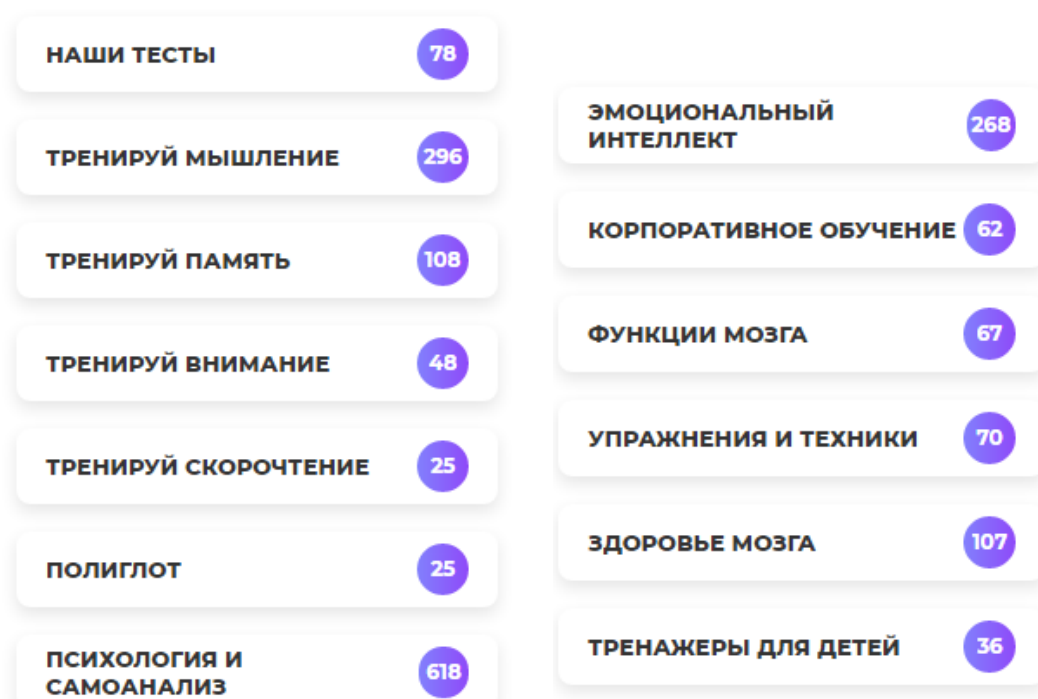 НАШИ ТЕСТЫ 78
ТРЕНИРУЙ МЫШЛЕНИЕ 296
ТРЕНИРУЙ ПАМЯТЬ 108
ТРЕНИРУЙ ВНИМАНИЕ 48
ТРЕНИРУЙ СКОРОЧТЕНИЕ 25
ПОЛИГЛОТ 25
ПСИХОЛОГИЯ И
САМОАНАЛИЗ 618
ЭМОЦИОНАЛЬНЫЙ
ИНТЕЛЛЕКТ 268
КОРПОРАТИВНОЕ ОБУЧЕНИЕ 62
ФУНКЦИИ МОЗГА 67
УПРАЖНЕНИЯ И ТЕХНИКИ 70
ЗДОРОВЬЕ МОЗГА 107
ТРЕНАЖЕРЫ ДЛЯ ДЕТЕЙ 36